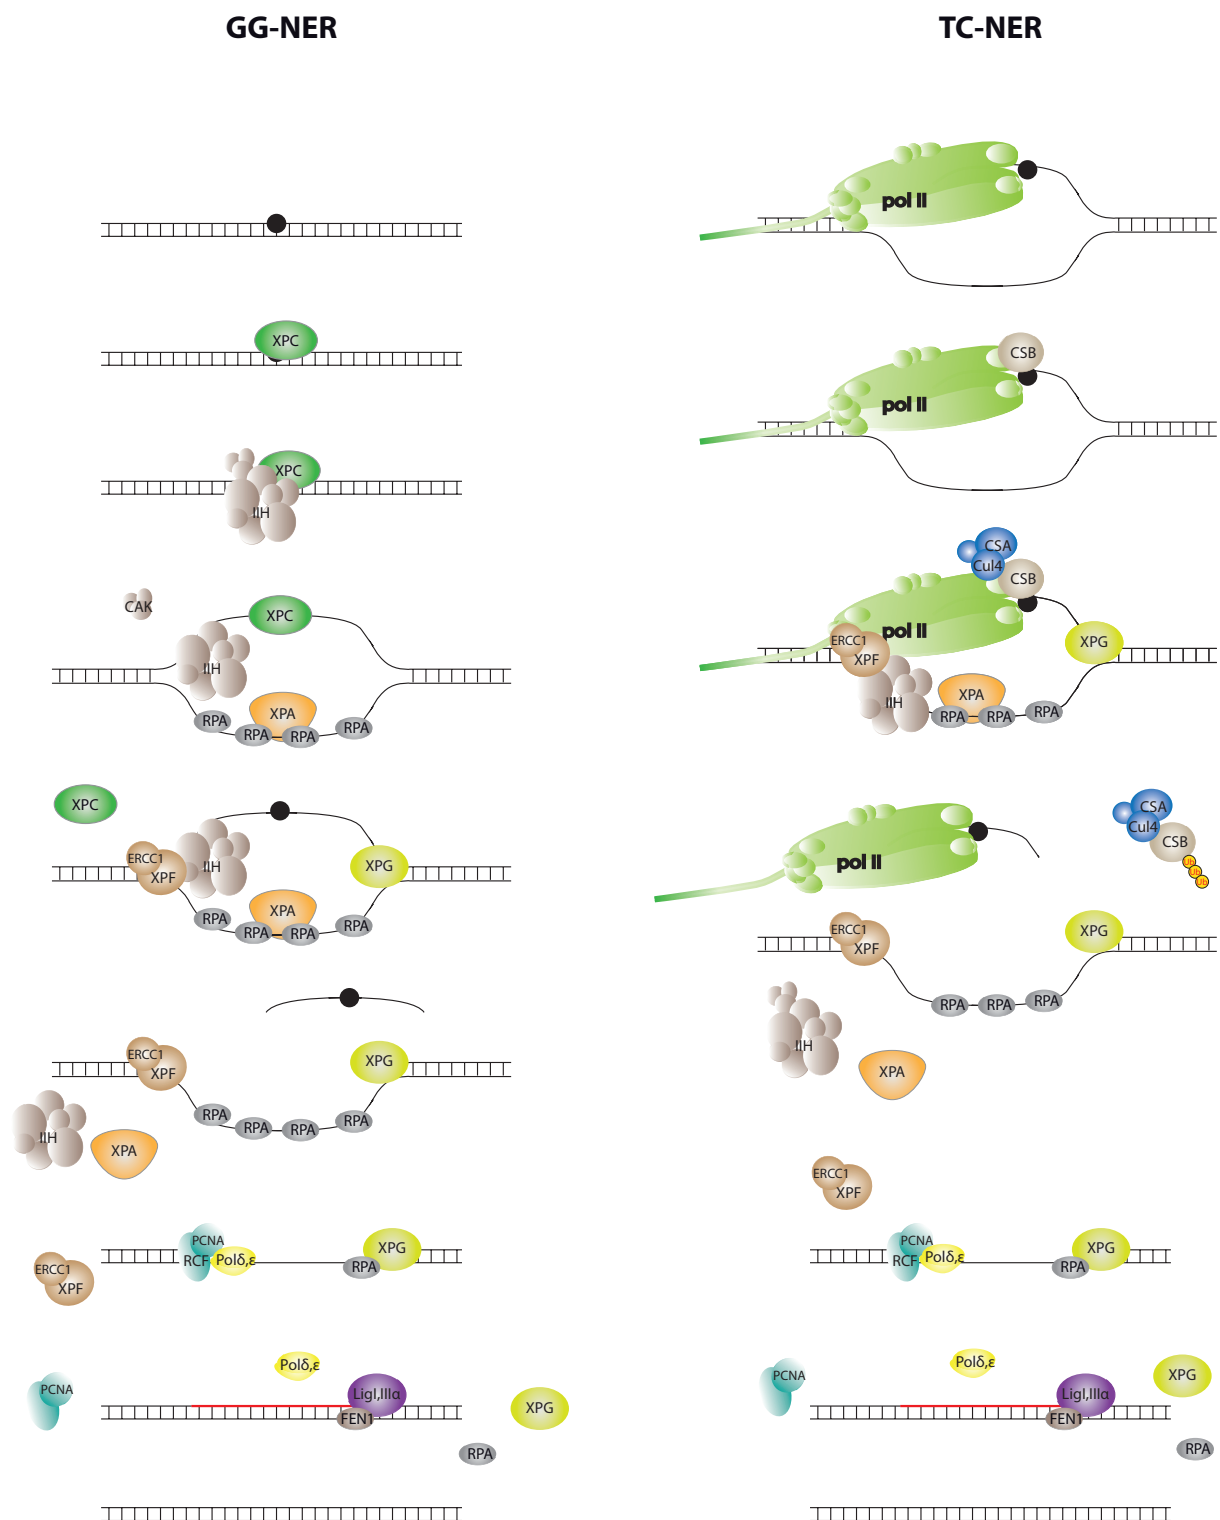 GG-NER
TC-NER
pol II
XPC
CSB
pol II
XPC
IIH
CSA
Cul4
CSB
pol II
ERCC1
XPF
XPG
IIH
XPA
RPA
RPA
RPA
CAK
XPC
IIH
XPA
RPA
RPA
RPA
RPA
XPC
ERCC1
XPF
IIH
XPG
XPA
RPA
RPA
RPA
RPA
pol II
CSA
Cul4
CSB
Ub
Ub
Ub
ERCC1
XPF
XPG
RPA
RPA
RPA
IIH
XPA
ERCC1
XPF
XPG
RPA
RPA
RPA
RPA
IIH
XPA
ERCC1
XPF
PCNA
RCF
Polδ,ε
XPG
RPA
ERCC1
XPF
PCNA
RCF
Polδ,ε
XPG
RPA
Polδ,ε
PCNA
LigI,IIIα
FEN1
XPG
RPA
Polδ,ε
PCNA
LigI,IIIα
FEN1
XPG
RPA